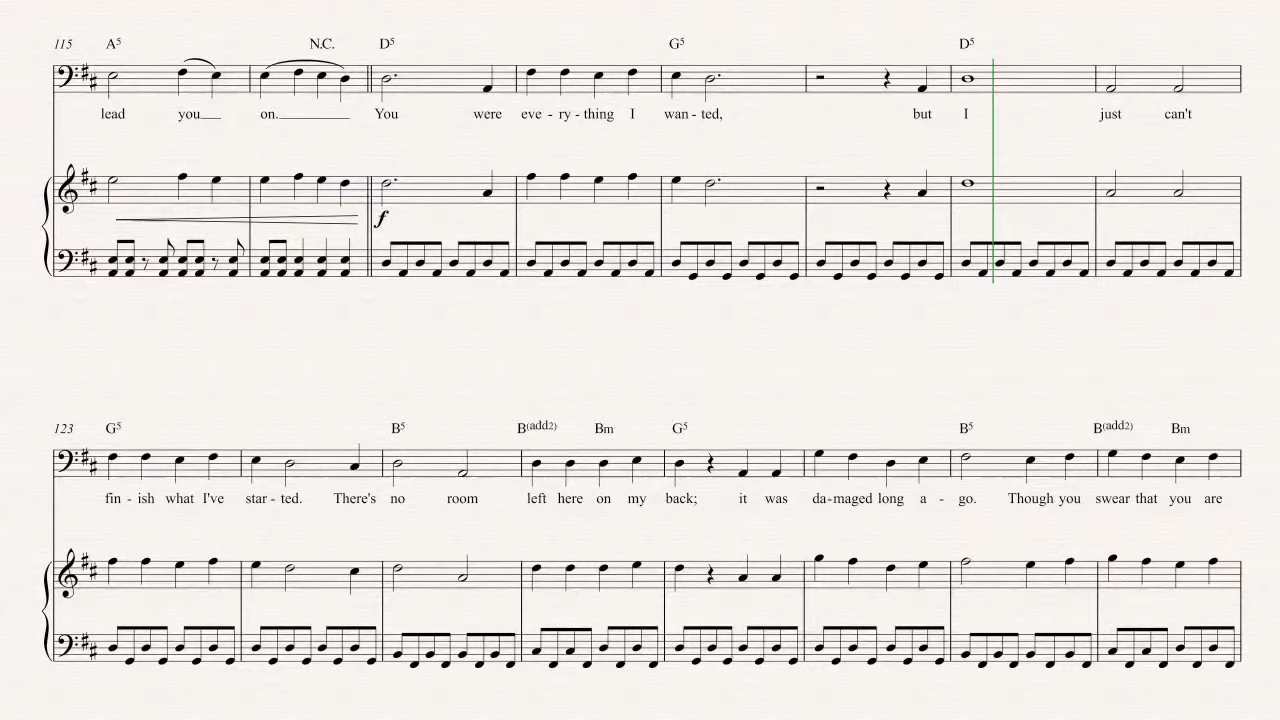 115 A5 N.C. D5 G5 D5
lead you on. You were eve - ry - thing I wan - ted, but I just can't
f
123 G5 B5 B(add2) Bm G5 B5 B(add2) Bm
fin - ish what I've star - ted. There's no room left here on my back; it was da - maged long a - go. Though you swear that you are